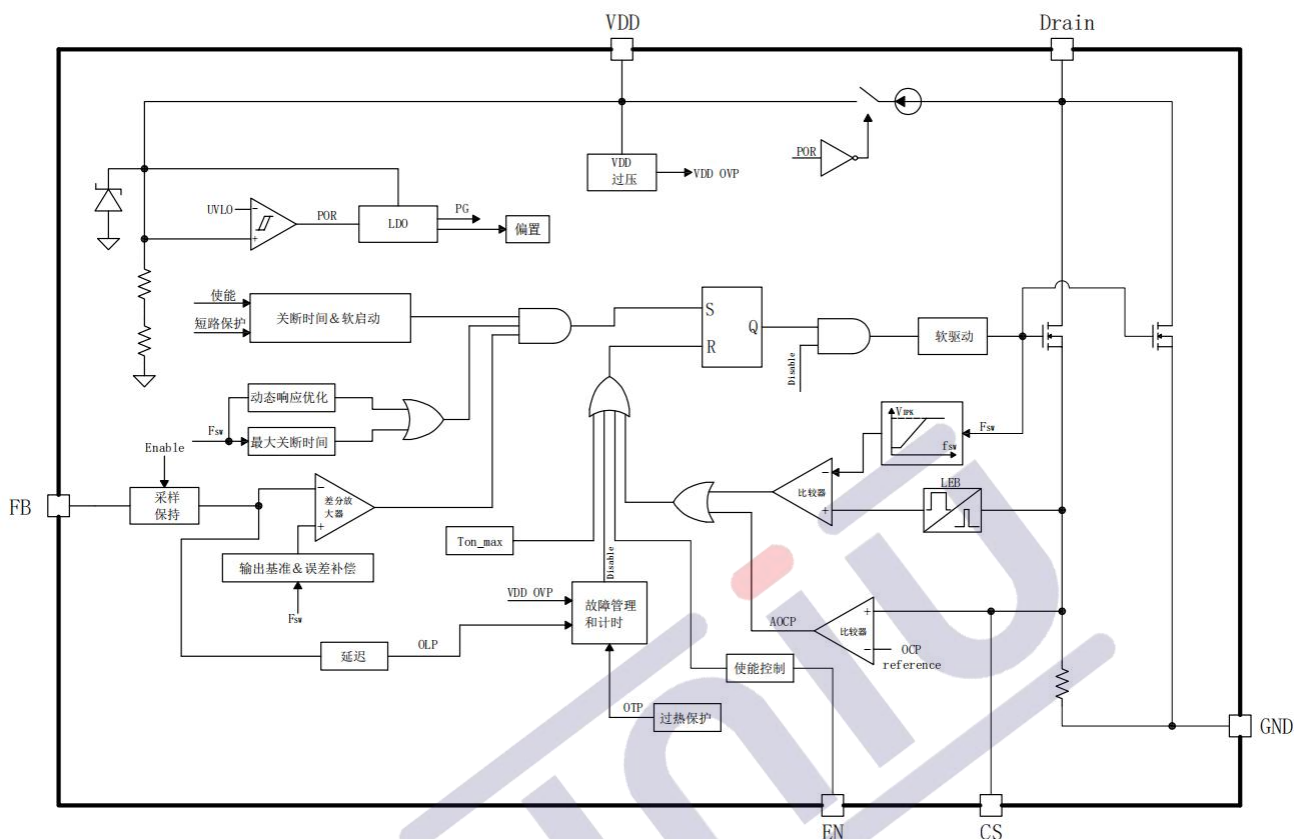 VDD
Drain
POR
VDD
过压
VDD OVP
UVLO
POR
LDO
PG
偏置
使能
短路保护
关断时间&软启动
S
R
Q
Disable
软驱动
动态响应优化
Fsw
最大关断时间
Enable
FB
采样
保持
差分放
大器
输出基准&误差补偿
Fsw
VIPK
fsw
Fsw
LEB
比较器
Ton_max
Disable
VDD OVP
故障管理
和计时
OLP
延迟
AOCP
比较器
OCP
reference
使能控制
OTP
过热保护
GND
EN
CS
niu